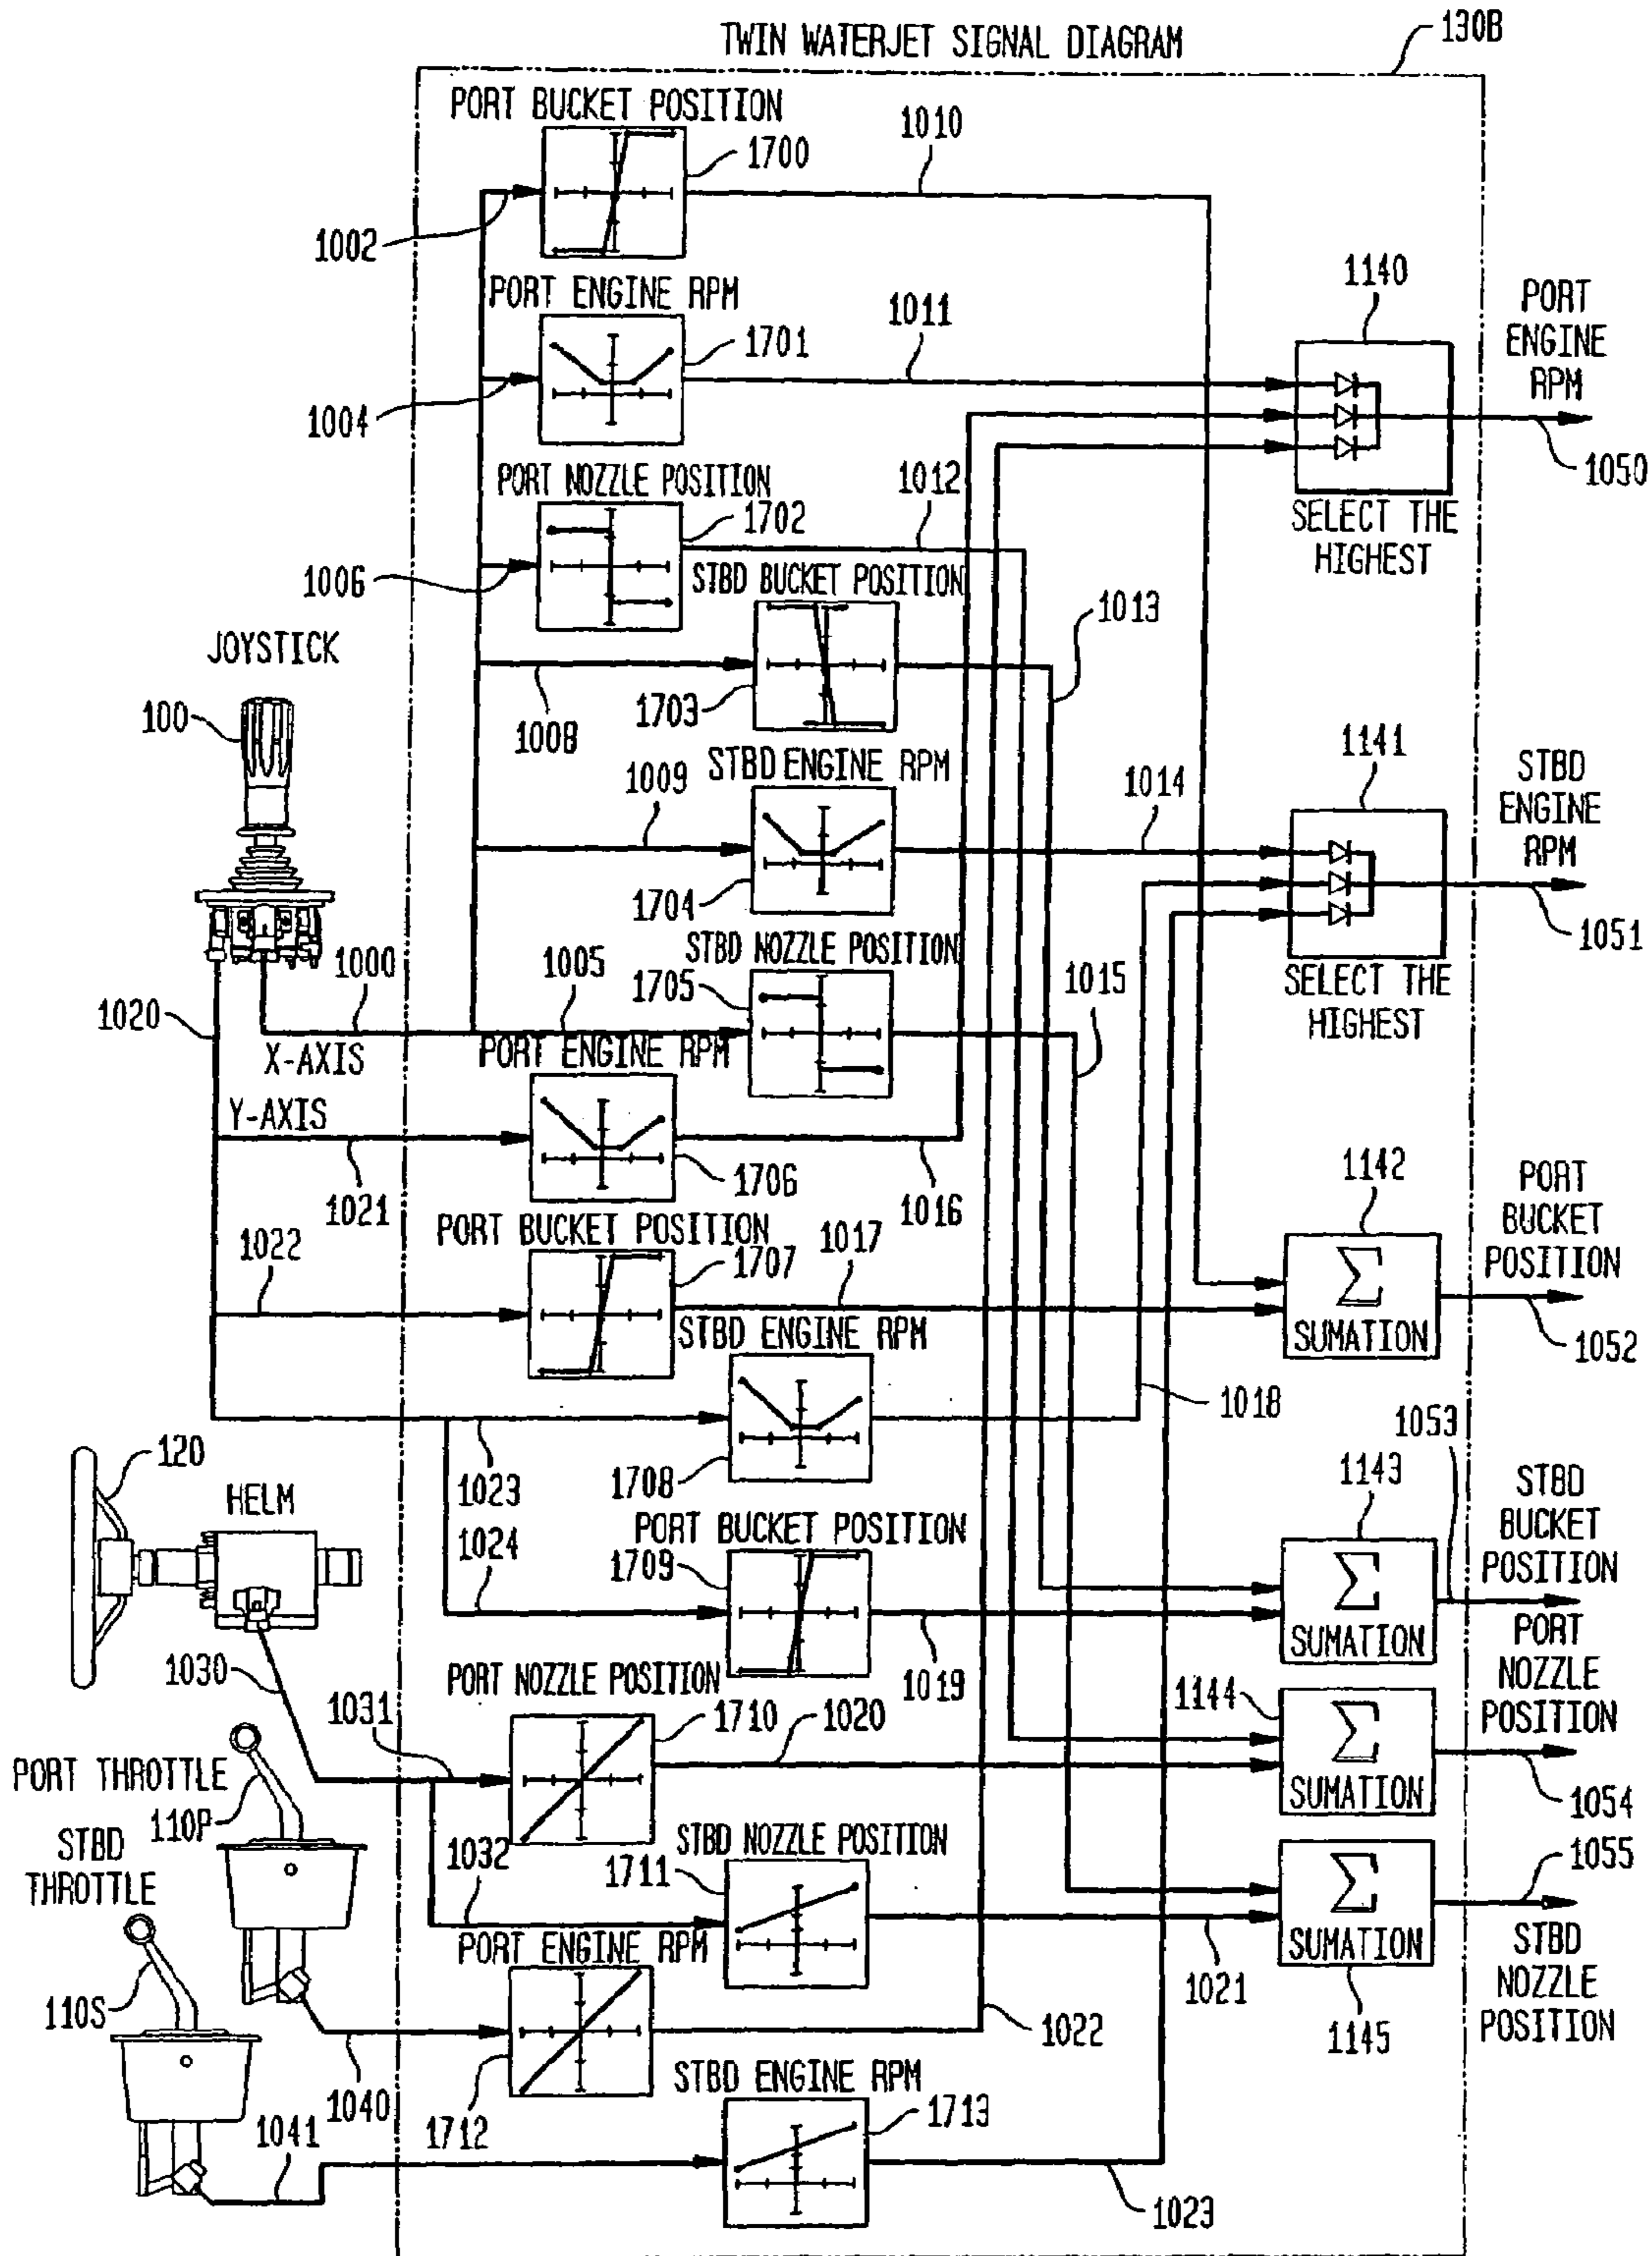 TWIN WATERJET SIGNAL DIAGRAM
130B
PORT BUCKET POSITION
1700
1010
1002
PORT ENGINE RPM
1701
1011
1004
1140
PORT
ENGINE
RPM
1050
SELECT THE
HIGHEST
PORT NOZZLE POSITION
1702
1012
1006
STBD BUCKET POSITION
1013
1703
1008
JOYSTICK
100
STBD ENGINE RPM
1009
1014
1704
1141
STBD
ENGINE
RPM
1051
SELECT THE
HIGHEST
STBD NOZZLE POSITION
1000
1005
1705
1015
1020
X-AXIS
PORT ENGINE RPM
Y-AXIS
1021
1706
1016
PORT BUCKET POSITION
1022
1707
1017
1142
PORT
BUCKET
POSITION
Σ
SUMATION
1052
STBD ENGINE RPM
1018
1708
1023
120
HELM
PORT BUCKET POSITION
1024
1709
1019
1053
1143
STBD
BUCKET
POSITION
Σ
SUMATION
1030
PORT NOZZLE POSITION
1031
1710
1020
1144
PORT
NOZZLE
POSITION
Σ
SUMATION
1054
PORT THROTTLE
110P
STBD
THROTTLE
1032
STBD NOZZLE POSITION
1711
1021
1055
Σ
SUMATION
STBD
NOZZLE
POSITION
1145
110S
PORT ENGINE RPM
1040
1712
1022
STBD ENGINE RPM
1041
1713
1023